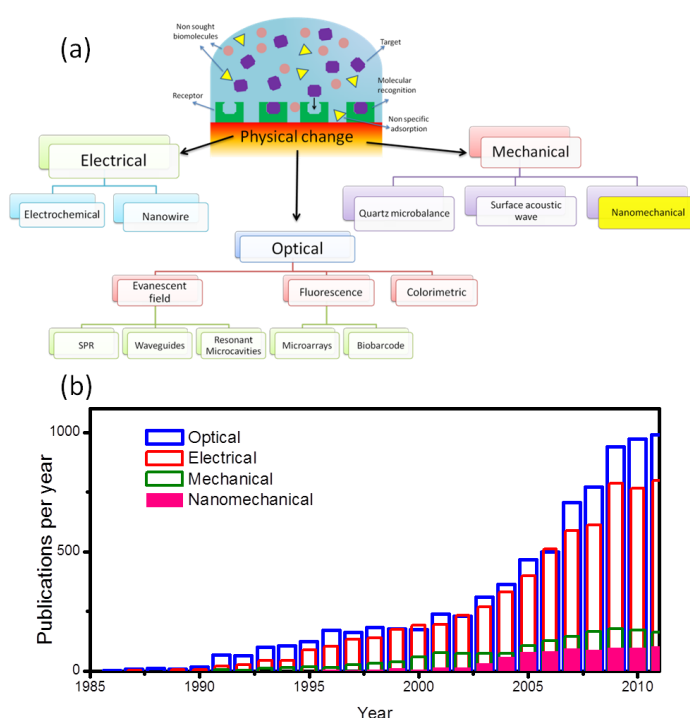 (a)
Non sought
biomolecules
Target
Receptor
Molecular
recognition
Non specific
adsorption
Physical change
Electrical
Mechanical
Electrochemical
Nanowire
Quartz microbalance
Surface acoustic
wave
Nanomechanical
Optical
Evanescent
field
Fluorescence
Colorimetric
SPR
Waveguides
Resonant
Microcavities
Microarrays
Biobarcode
(b)
Publications per year
1000
500
0
Optical
Electrical
Mechanical
Nanomechanical
1985
1990
1995
2000
2005
2010
Year